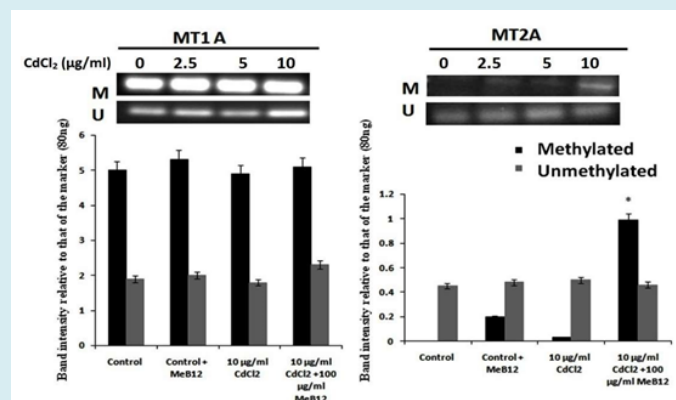 MT1 A
CdCl₂ (μg/ml) 0 2.5 5 10
M
U
Band intensity relative to that of the marker (80ng)
6
5
4
3
2
1
0
Control
Control + MeB12
10 μg/ml CdCl2
10 μg/ml CdCl2 +100 μg/ml MeB12
MT2A
0 2.5 5 10
M
U
Methylated
Unmethylated
Band intensity relative to that of the marker (80ng)
1.2
1
0.8
0.6
0.4
0.2
0
*
Control
Control + MeB12
10 μg/ml CdCl2
10 μg/ml CdCl2 +100 μg/ml MeB12